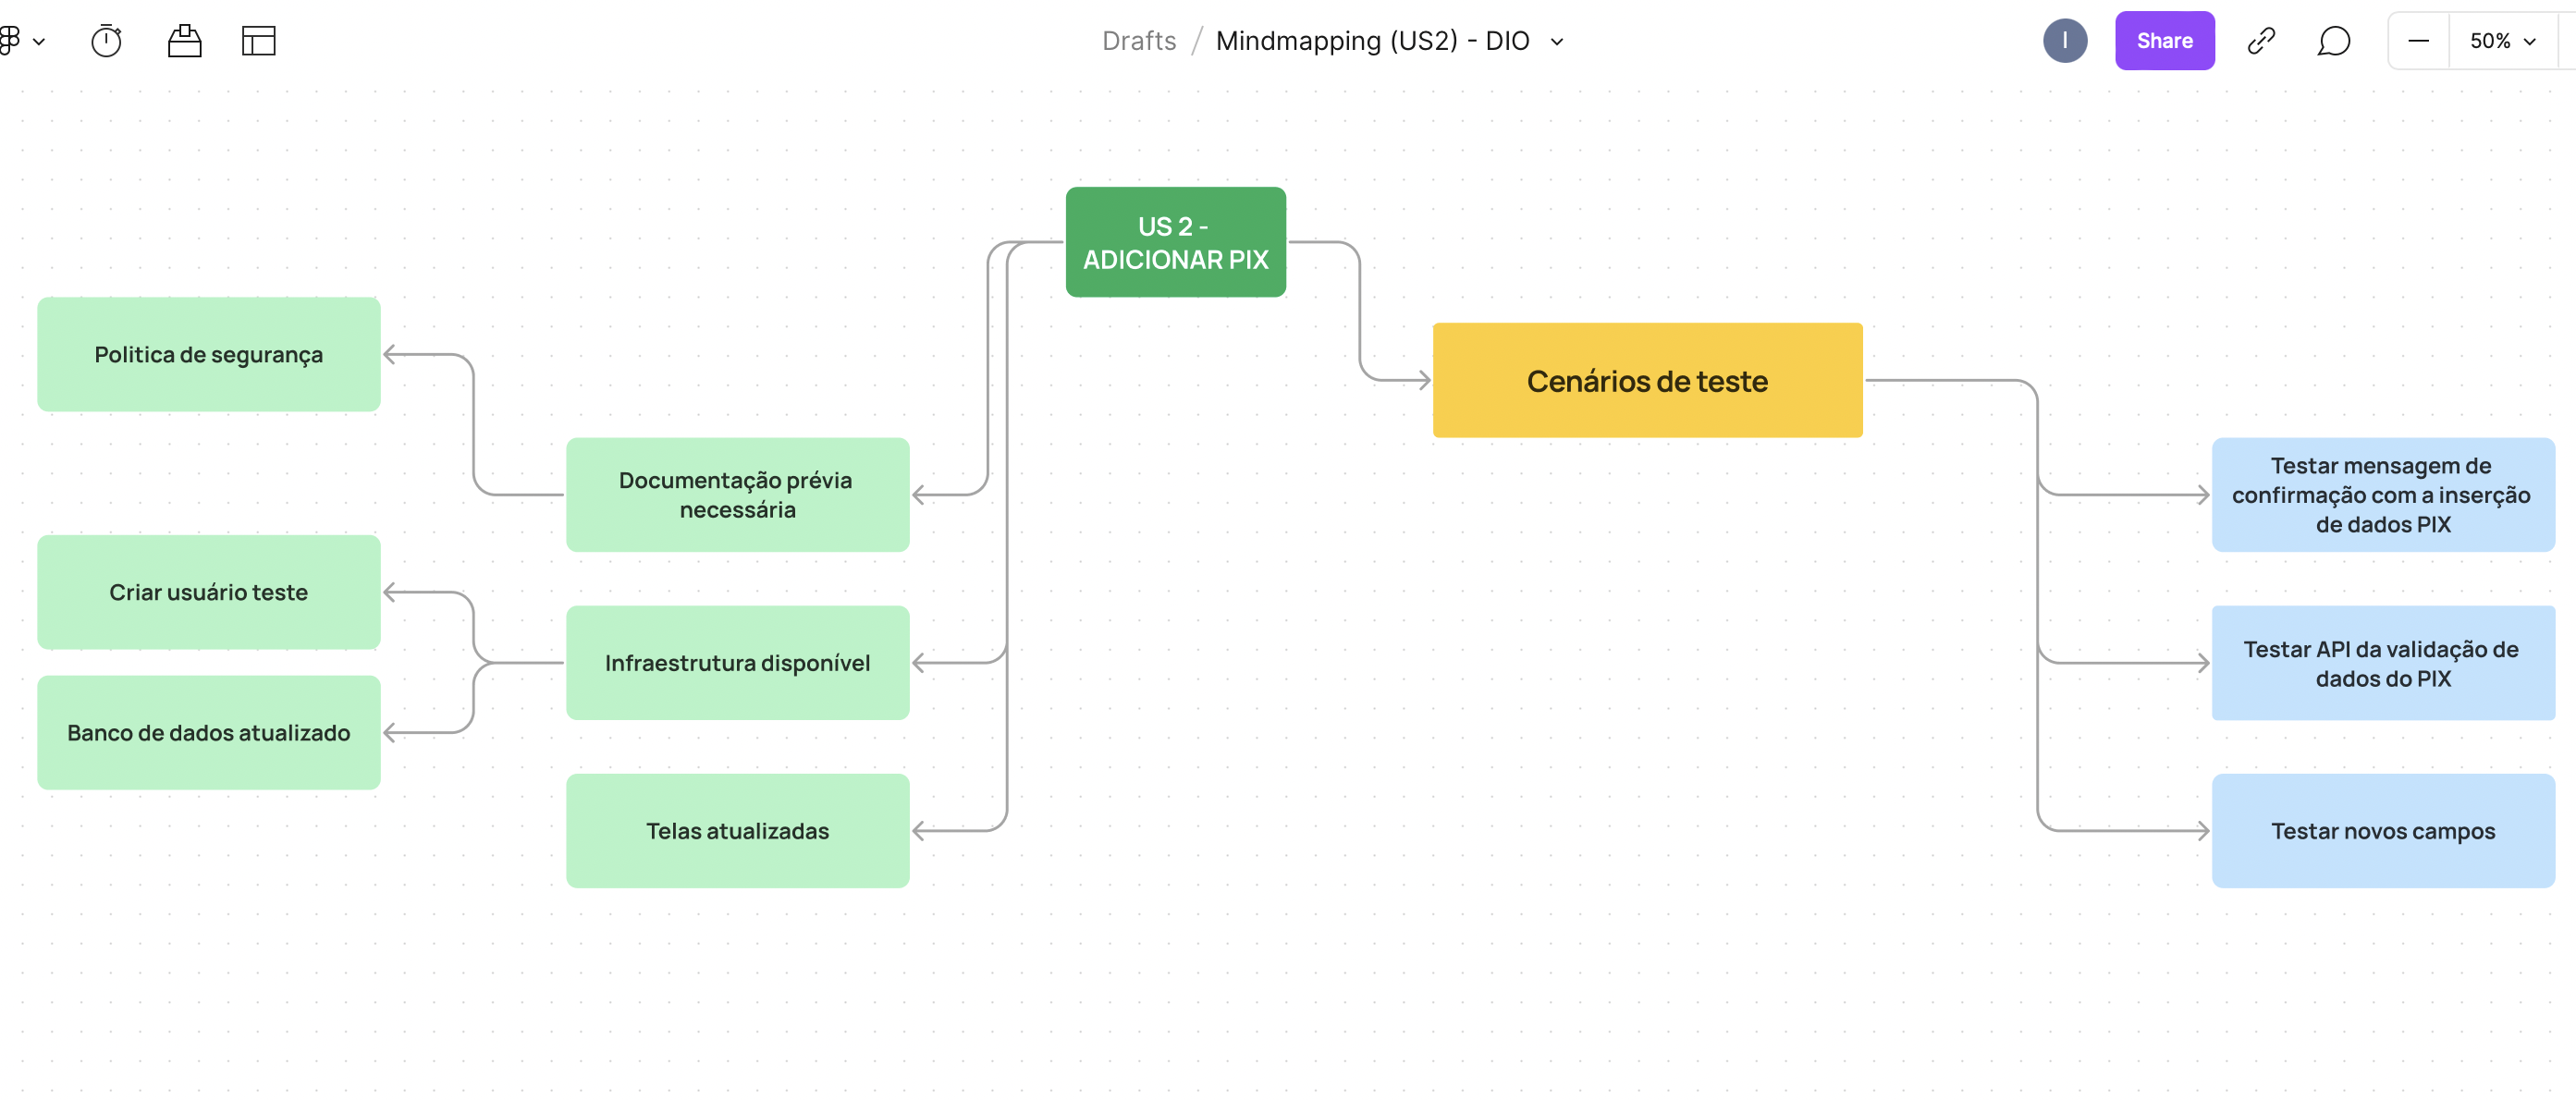 Drafts / Mindmapping (US2) - DIO
I
Share
50%
US 2 -
ADICIONAR PIX
Politica de segurança
Cenários de teste
Documentação prévia
necessária
Testar mensagem de
confirmação com a inserção
de dados PIX
Criar usuário teste
Infraestrutura disponível
Testar API da validação de
dados do PIX
Banco de dados atualizado
Telas atualizadas
Testar novos campos